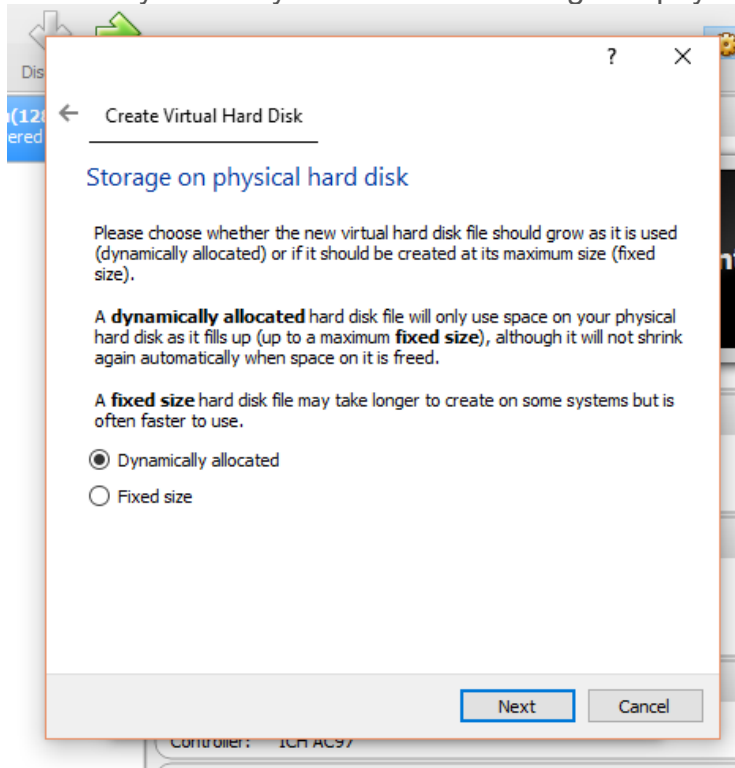 Dis
(128
ered
?
Create Virtual Hard Disk
Storage on physical hard disk
Please choose whether the new virtual hard disk file should grow as it is used
(dynamically allocated) or if it should be created at its maximum size (fixed
size).
A dynamically allocated hard disk file will only use space on your physical
hard disk as it fills up (up to a maximum fixed size), although it will not shrink
again automatically when space on it is freed.
A fixed size hard disk file may take longer to create on some systems but is
often faster to use.
Dynamically allocated
Fixed size
Next
Cancel
Controller: ICH AC97